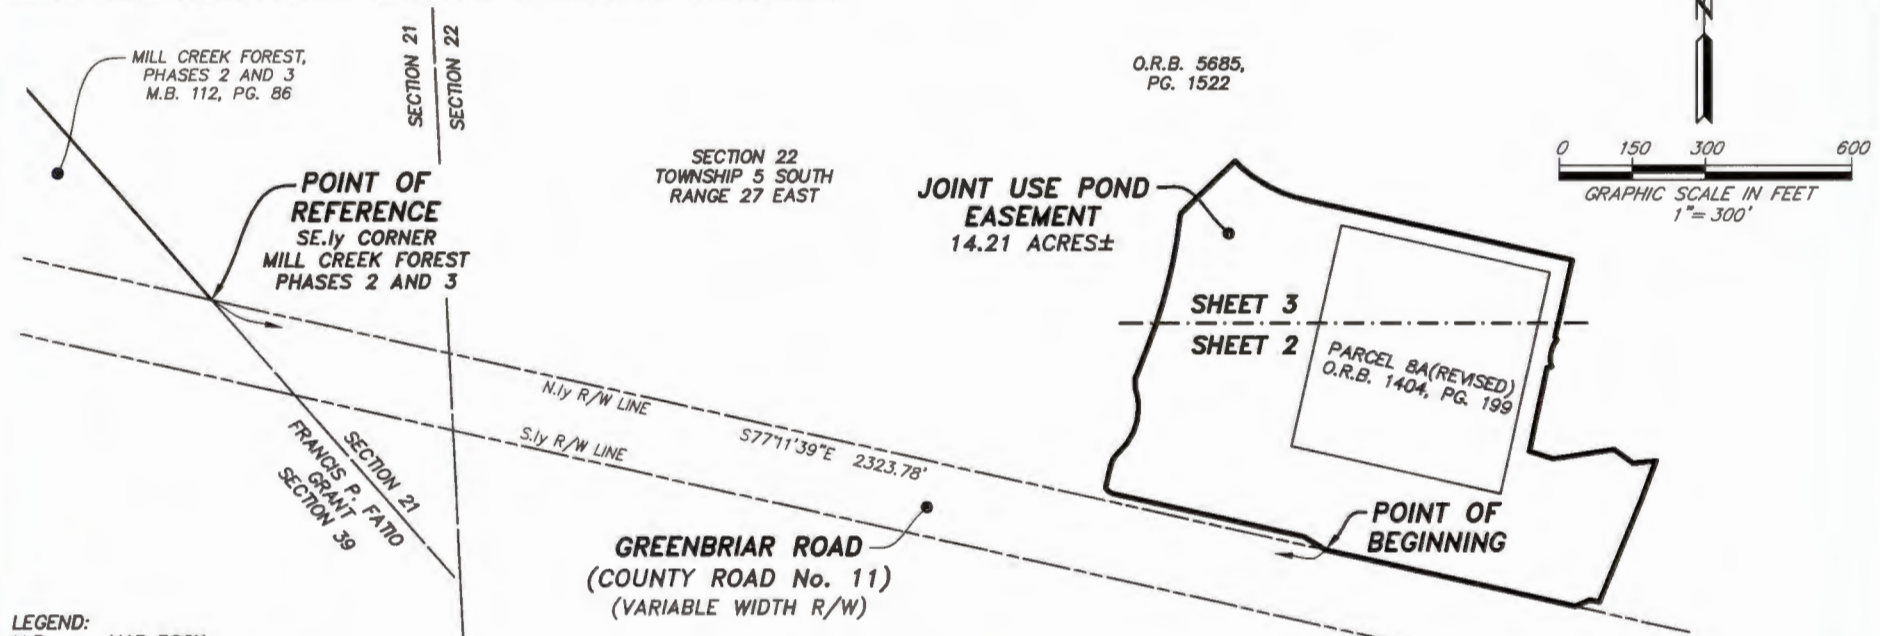 MILL CREEK FOREST,
PHASES 2 AND 3
M.B. 112, PG. 86
SECTION 21
SECTION 22
O.R.B. 5685,
PG. 1522
N
0 150 300 600
GRAPHIC SCALE IN FEET
1"= 300'
SECTION 22
TOWNSHIP 5 SOUTH
RANGE 27 EAST
POINT OF
REFERENCE
SE.ly CORNER
MILL CREEK FOREST
PHASES 2 AND 3
JOINT USE POND
EASEMENT
14.21 ACRES±
SHEET 3
SHEET 2
PARCEL 8A(REVISED)
O.R.B. 1404, PG. 199
N.ly R/W LINE
S.ly R/W LINE
S77°11'39"E 2323.78'
SECTION 21
FRANCIS P. FATIO
GRANT
SECTION 39
GREENBRIAR ROAD
(COUNTY ROAD No. 11)
(VARIABLE WIDTH R/W)
POINT OF
BEGINNING
LEGEND: